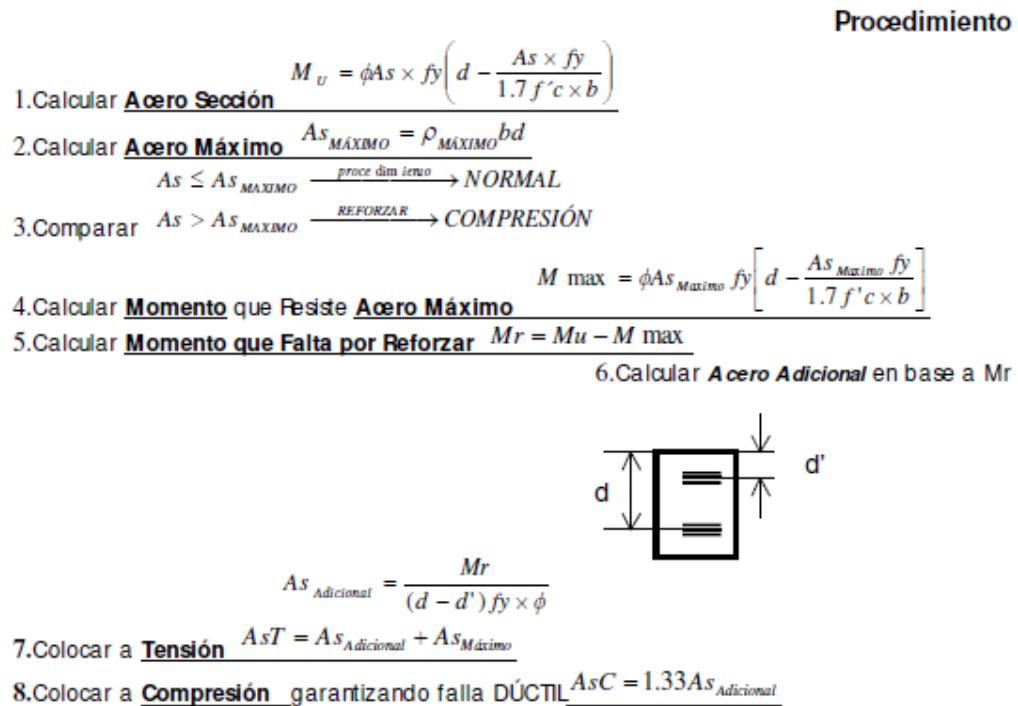 Procedimiento
1.Calcular Acero Sección M_U = ϕAs × fy(d − (As × fy)/(1.7 f´c × b))
2.Calcular Acero Máximo As_MÁXIMO = ρ_MÁXIMO bd
As ≤ As_MAXIMO —proce dim ienso→ NORMAL
3.Comparar As > As_MAXIMO —REFORZAR→ COMPRESIÓN
4.Calcular Momento que Resiste Acero Máximo M max = ϕAs_Maximo fy[d − (As_Maximo fy)/(1.7 f'c × b)]
5.Calcular Momento que Falta por Reforzar Mr = Mu − M max
6.Calcular Acero Adicional en base a Mr
d'
d
As_Adicional = Mr/((d − d') fy × ϕ)
7.Colocar a Tensión AsT = As_Adicional + As_Máximo
8.Colocar a Compresión garantizando falla DÚCTIL AsC = 1.33As_Adicional